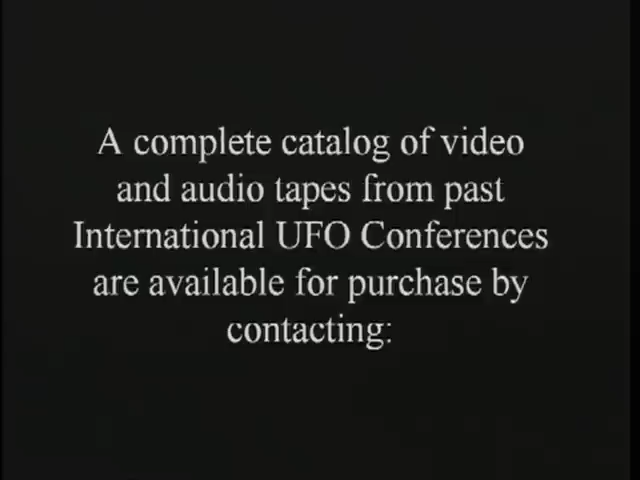 A complete catalog of video
and audio tapes from past
International UFO Conferences
are available for purchase by
contacting: